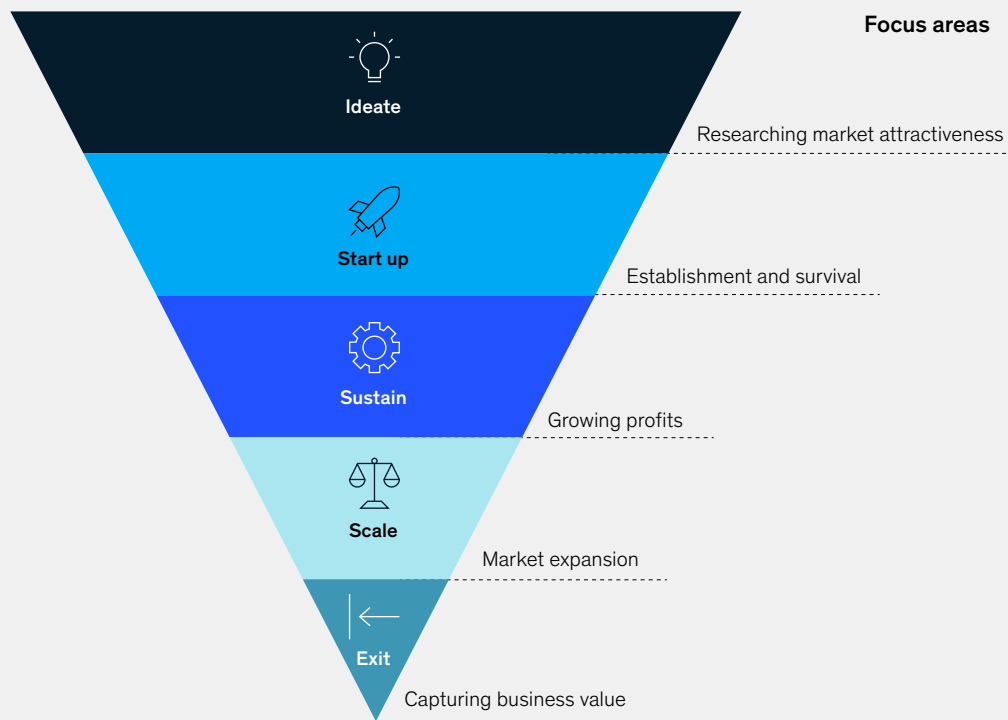 Focus areas
Ideate
Researching market attractiveness
Start up
Establishment and survival
Sustain
Growing profits
Scale
Market expansion
Exit
Capturing business value